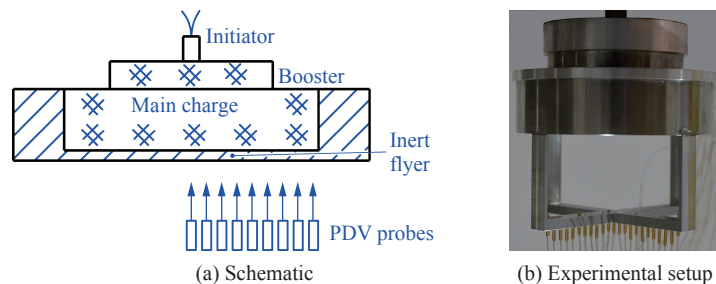 Initiator
Booster
Main charge
Inert
flyer
PDV probes
(a) Schematic
(b) Experimental setup